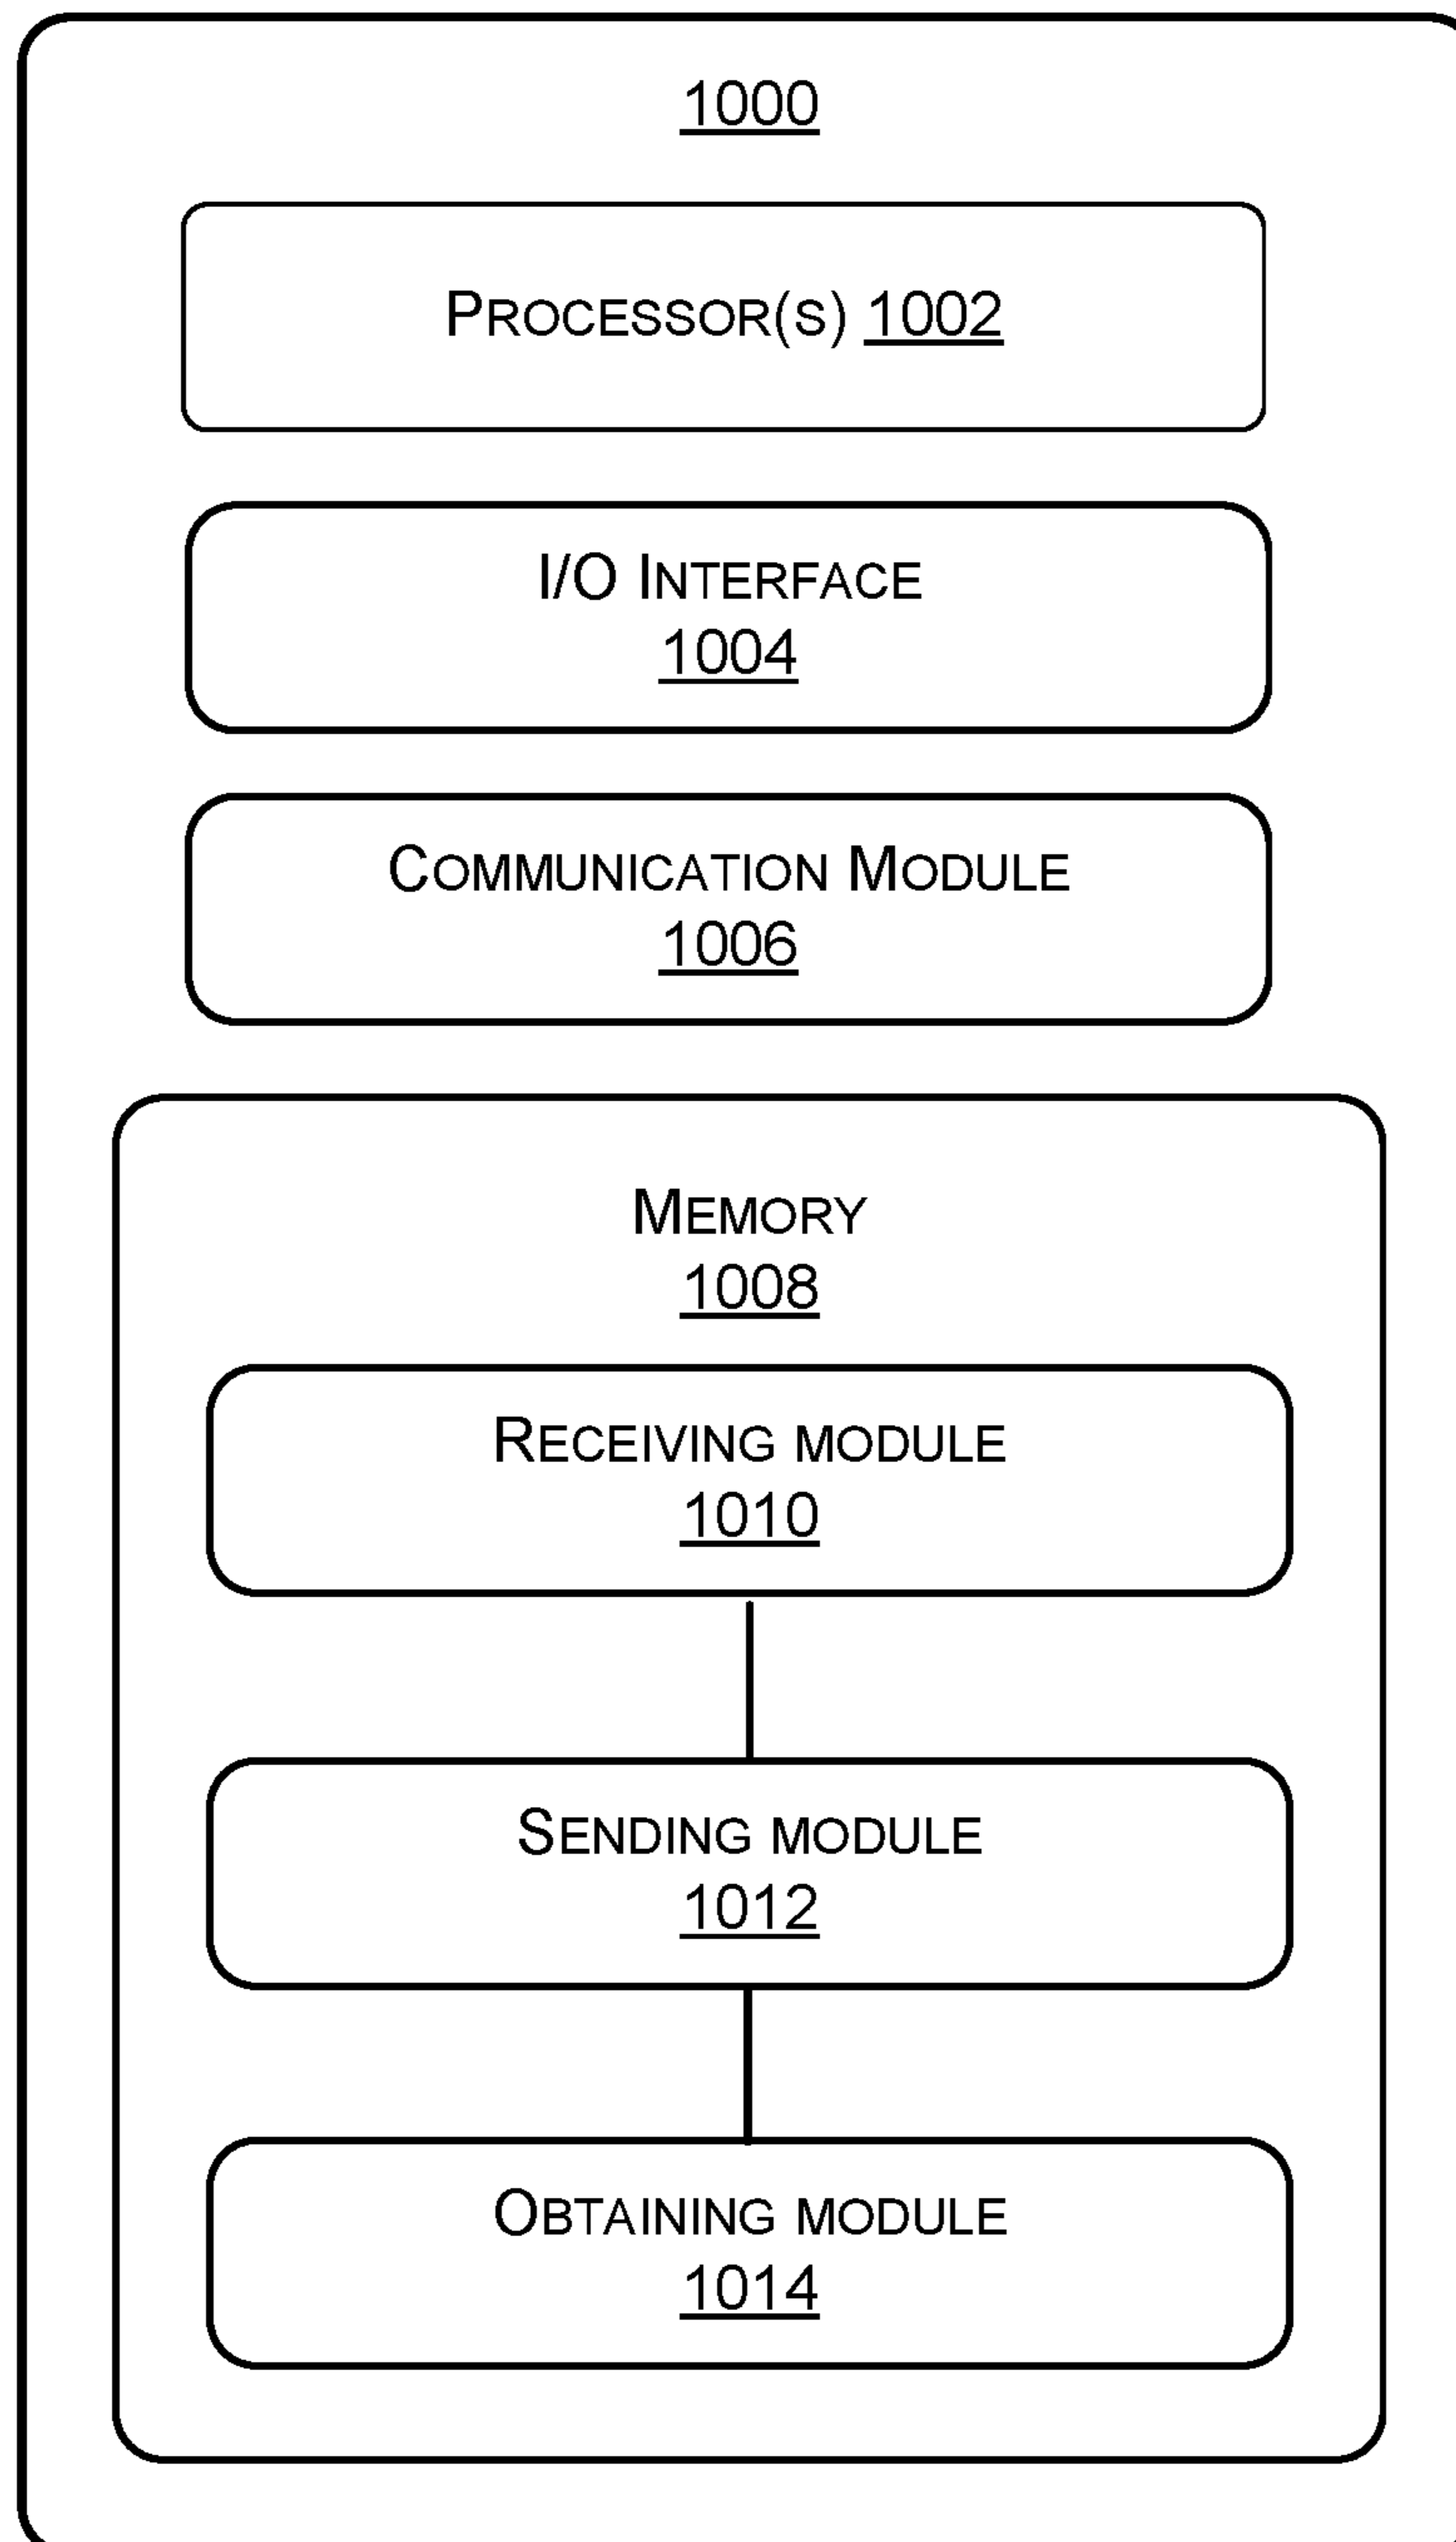 1000
PROCESSOR(S) 1002
I/O INTERFACE
1004
COMMUNICATION MODULE
1006
MEMORY
1008
RECEIVING MODULE
1010
SENDING MODULE
1012
OBTAINING MODULE
1014